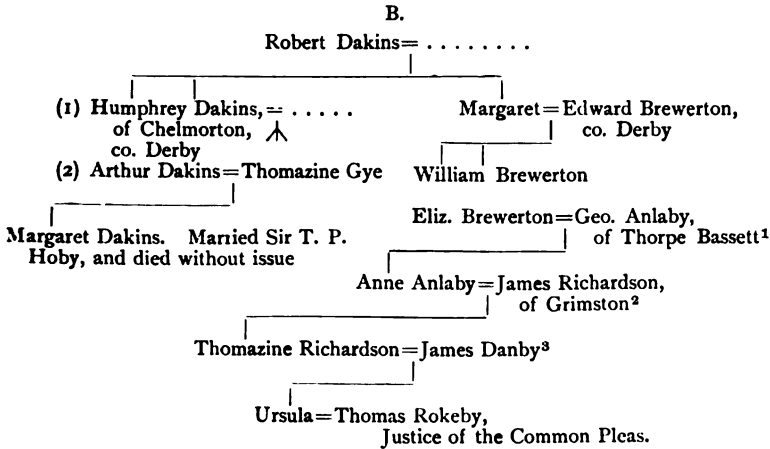 B.
Robert Dakins= . . . . . . . .
(1) Humphrey Dakins, = . . . . .
of Chelmorton,
co. Derby
Margaret=Edward Brewerton,
co. Derby
(2) Arthur Dakins=Thomazine Gye
William Brewerton
Eliz. Brewerton=Geo. Anlaby,
of Thorpe Bassett¹
Margaret Dakins. Married Sir T. P.
Hoby, and died without issue
Anne Anlaby=James Richardson,
of Grimston²
Thomazine Richardson=James Danby³
Ursula=Thomas Rokeby,
Justice of the Common Pleas.